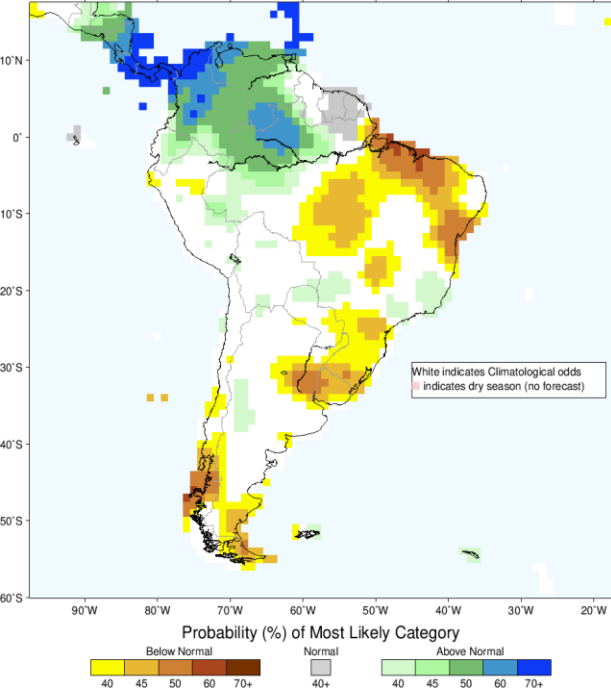 10°N
0°
10°S
20°S
30°S
40°S
50°S
60°S
White indicates Climatological odds
indicates dry season (no forecast)
90°W 80°W 70°W 60°W 50°W 40°W 30°W 20°W
Probability (%) of Most Likely Category
Below Normal Normal Above Normal
40 45 50 60 70+ 40+ 40 45 50 60 70+